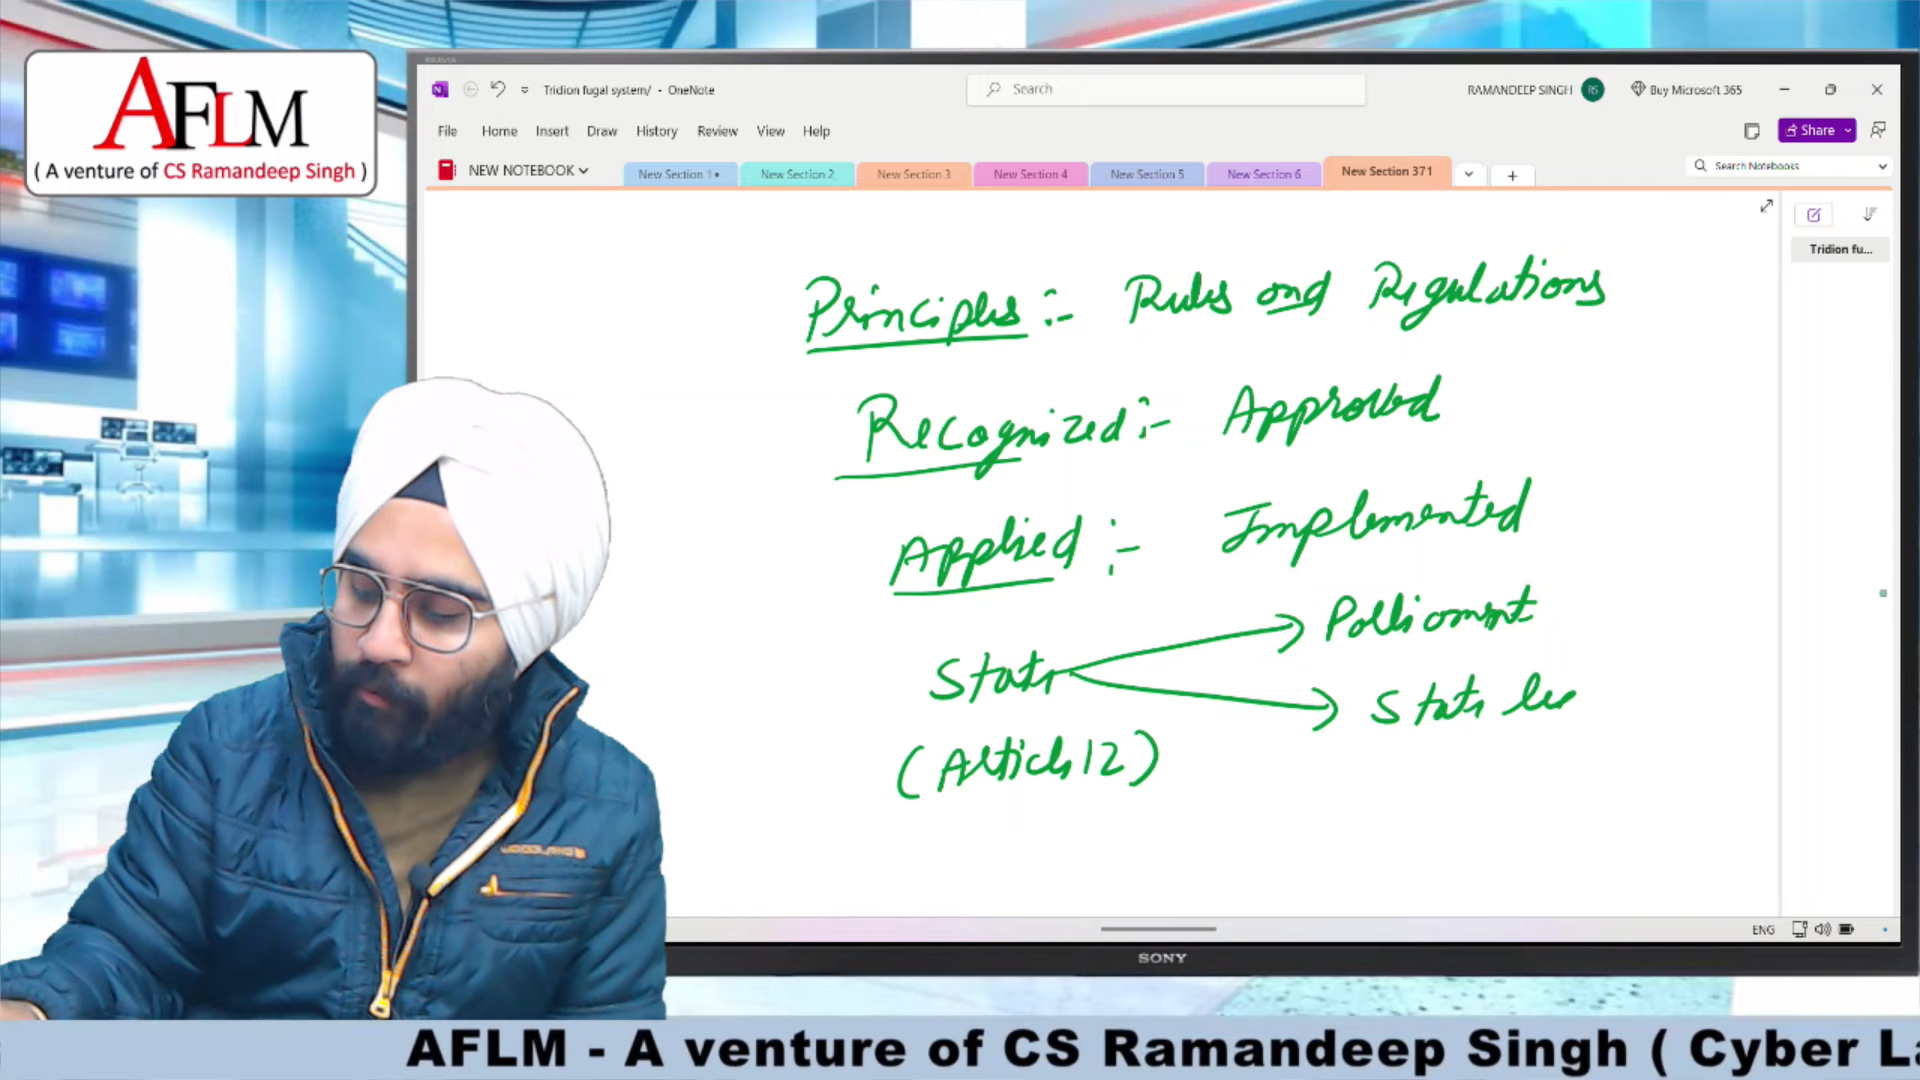 BRAVIA
AFLM
( A venture of CS Ramandeep Singh )
Tridion fugal system/ - OneNote
Search
RAMANDEEP SINGH
RS
Buy Microsoft 365
File Home Insert Draw History Review View Help
Share
NEW NOTEBOOK
New Section 1
New Section 2
New Section 3
New Section 4
New Section 5
New Section 6
New Section 371
Search Notebooks
Tridion fu...
Principles :- Rules and Regulations
Recognized :- Approved
Applied :- Implemented
State
Parliament
State le
(Article 12)
ENG
SONY
AFLM - A venture of CS Ramandeep Singh ( Cyber La